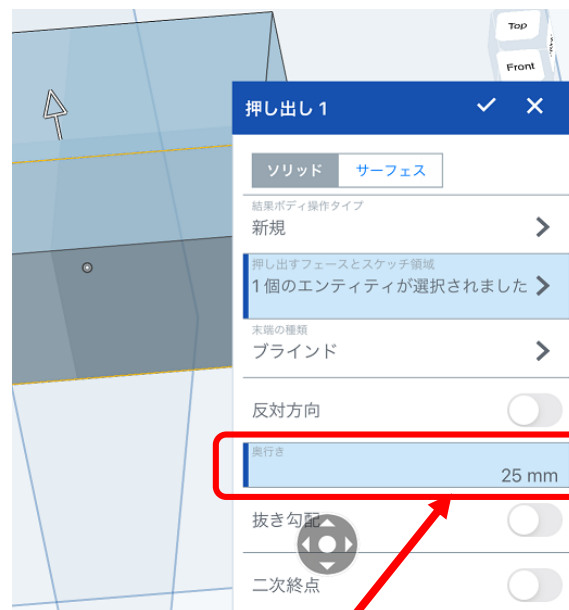 Top
Front
押し出し 1
ソリッド サーフェス
結果ボディ操作タイプ
新規
押し出すフェースとスケッチ領域
1 個のエンティティが選択されました
末端の種類
ブラインド
反対方向
奥行き
25 mm
抜き勾配
二次終点